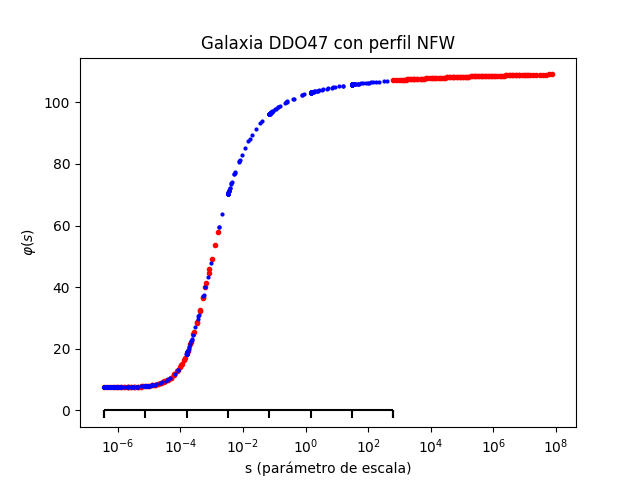 Galaxia DDO47 con perfil NFW
φ(s)
100
80
60
40
20
0
10⁻⁶ 10⁻⁴ 10⁻² 10⁰ 10² 10⁴ 10⁶ 10⁸
s (parámetro de escala)